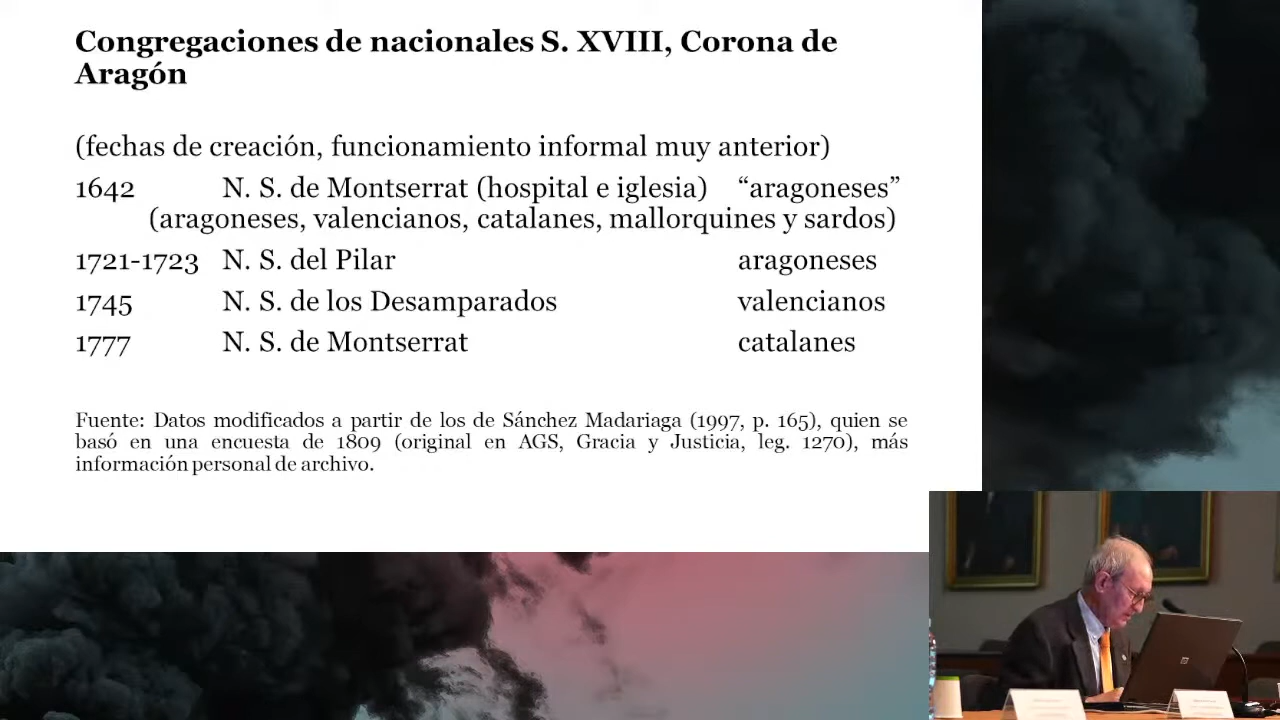 Congregaciones de nacionales S. XVIII, Corona de
Aragón
(fechas de creación, funcionamiento informal muy anterior)
1642 N. S. de Montserrat (hospital e iglesia) “aragoneses”
(aragoneses, valencianos, catalanes, mallorquines y sardos)
1721-1723 N. S. del Pilar aragoneses
1745 N. S. de los Desamparados valencianos
1777 N. S. de Montserrat catalanes
Fuente: Datos modificados a partir de los de Sánchez Madariaga (1997, p. 165), quien se
basó en una encuesta de 1809 (original en AGS, Gracia y Justicia, leg. 1270), más
información personal de archivo.